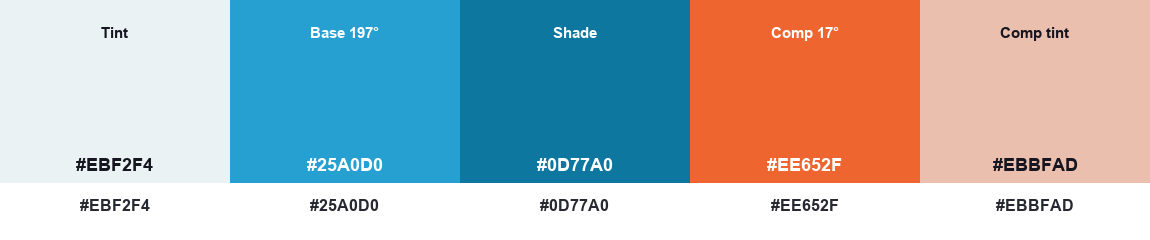 Tint
Base 197°
Shade
Comp 17°
Comp tint
#EBF2F4
#25A0D0
#0D77A0
#EE652F
#EBBFAD
#EBF2F4
#25A0D0
#0D77A0
#EE652F
#EBBFAD